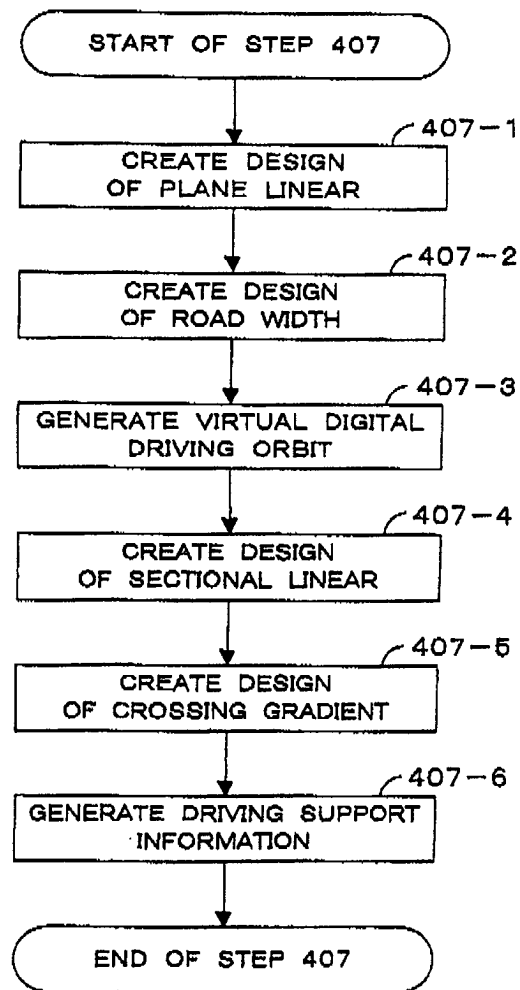 START OF STEP 407
407-1
CREATE DESIGN
OF PLANE LINEAR
407-2
CREATE DESIGN
OF ROAD WIDTH
407-3
GENERATE VIRTUAL DIGITAL
DRIVING ORBIT
407-4
CREATE DESIGN
OF SECTIONAL LINEAR
407-5
CREATE DESIGN
OF CROSSING GRADIENT
407-6
GENERATE DRIVING SUPPORT
INFORMATION
END OF STEP 407